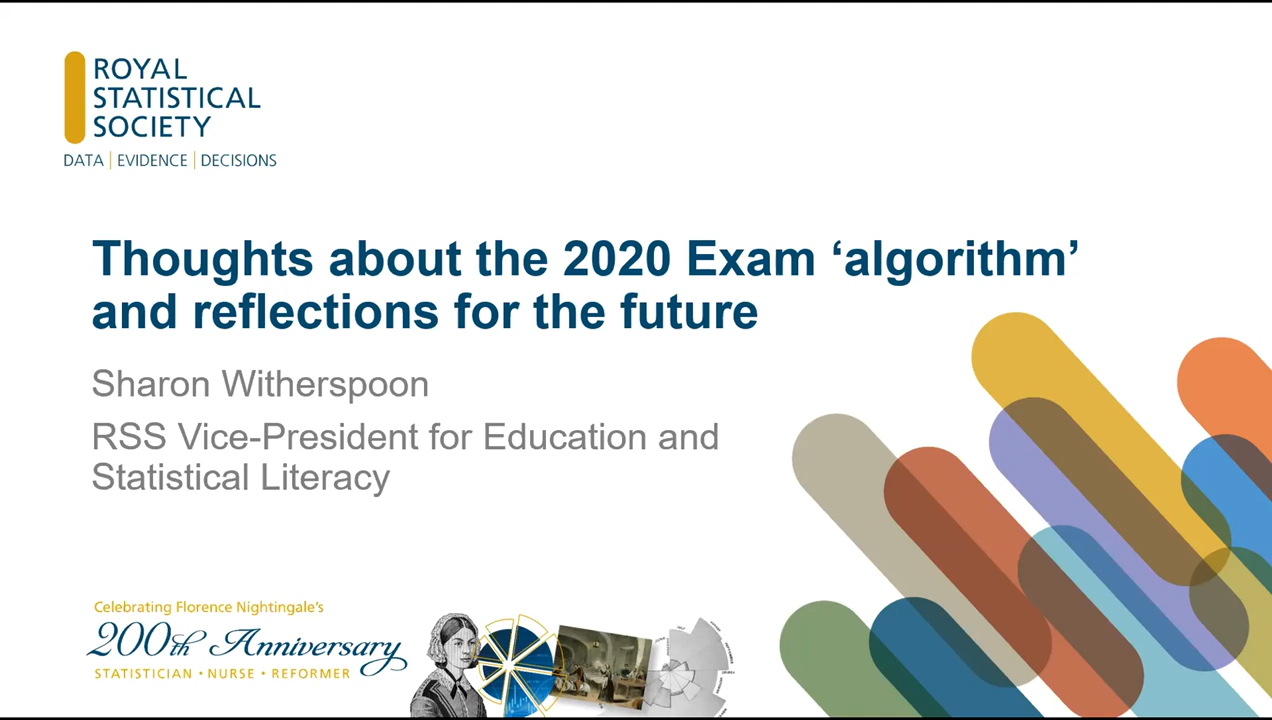 ROYAL
STATISTICAL
SOCIETY
DATA | EVIDENCE | DECISIONS
Thoughts about the 2020 Exam ‘algorithm’
and reflections for the future
Sharon Witherspoon
RSS Vice-President for Education and
Statistical Literacy
Celebrating Florence Nightingale's
200th Anniversary
STATISTICIAN • NURSE • REFORMER